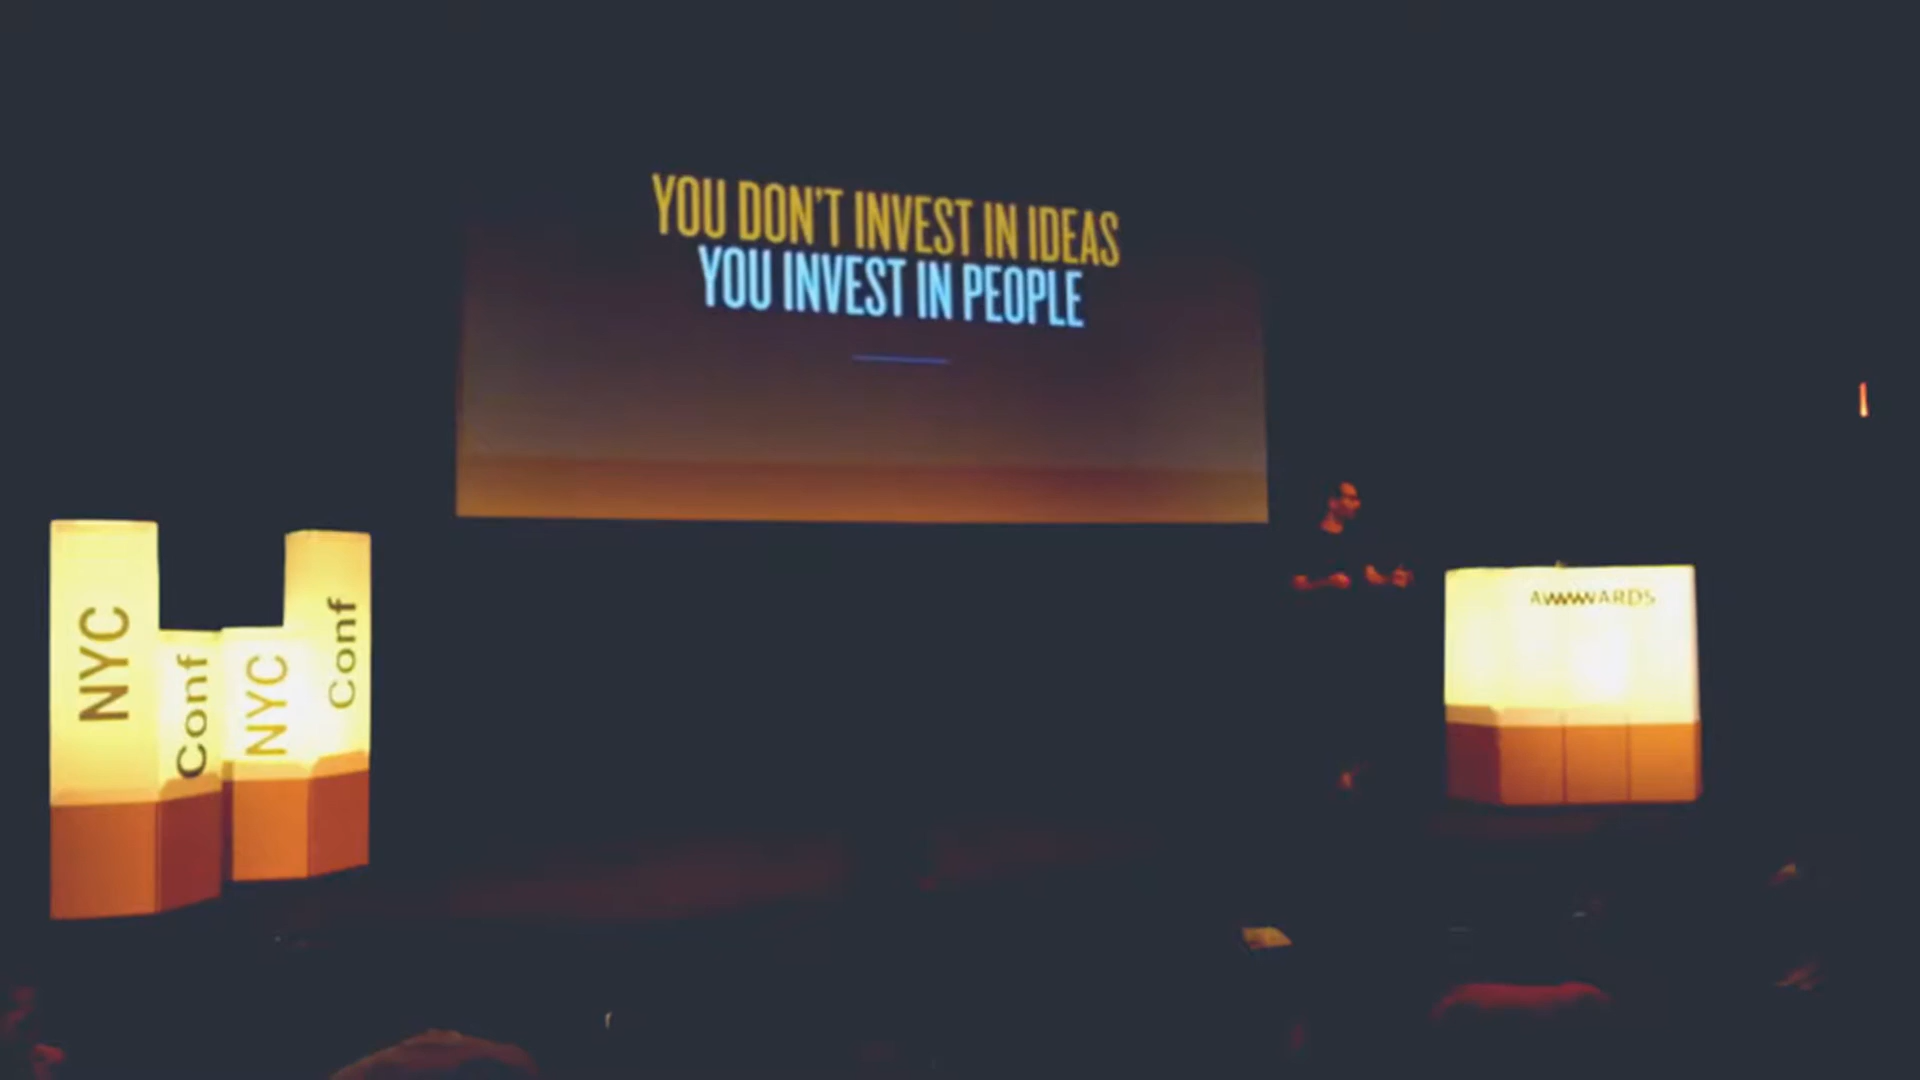 YOU DON'T INVEST IN IDEAS
YOU INVEST IN PEOPLE
NYC
Conf
NYC
Conf
AWWWARDS